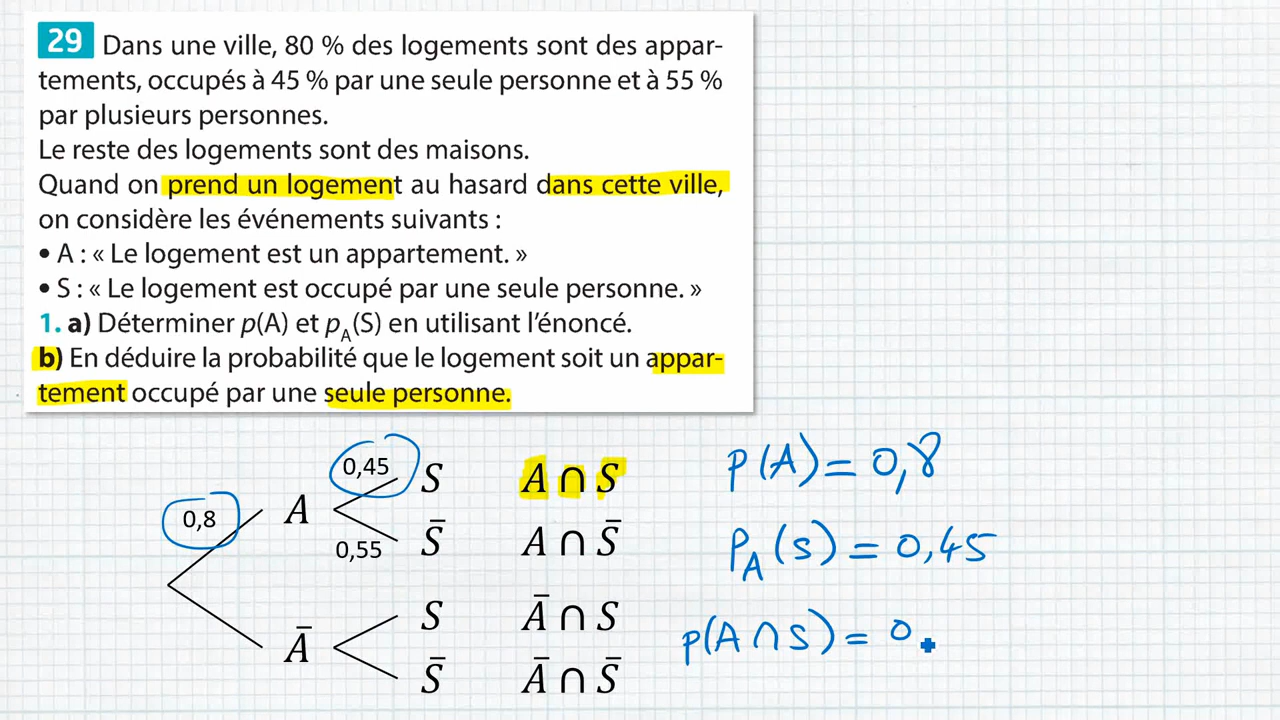 29 Dans une ville, 80 % des logements sont des appar-
tements, occupés à 45 % par une seule personne et à 55 %
par plusieurs personnes.
Le reste des logements sont des maisons.
Quand on prend un logement au hasard dans cette ville,
on considère les événements suivants :
• A : « Le logement est un appartement. »
• S : « Le logement est occupé par une seule personne. »
1. a) Déterminer p(A) et p_A(S) en utilisant l'énoncé.
b) En déduire la probabilité que le logement soit un appar-
tement occupé par une seule personne.
0,45 S A ∩ S
0,8 A
0,55 S̄ A ∩ S̄
S Ā ∩ S
Ā
S̄ Ā ∩ S̄
p(A) = 0,8
P_A(S) = 0,45
p(A ∩ S) = 0